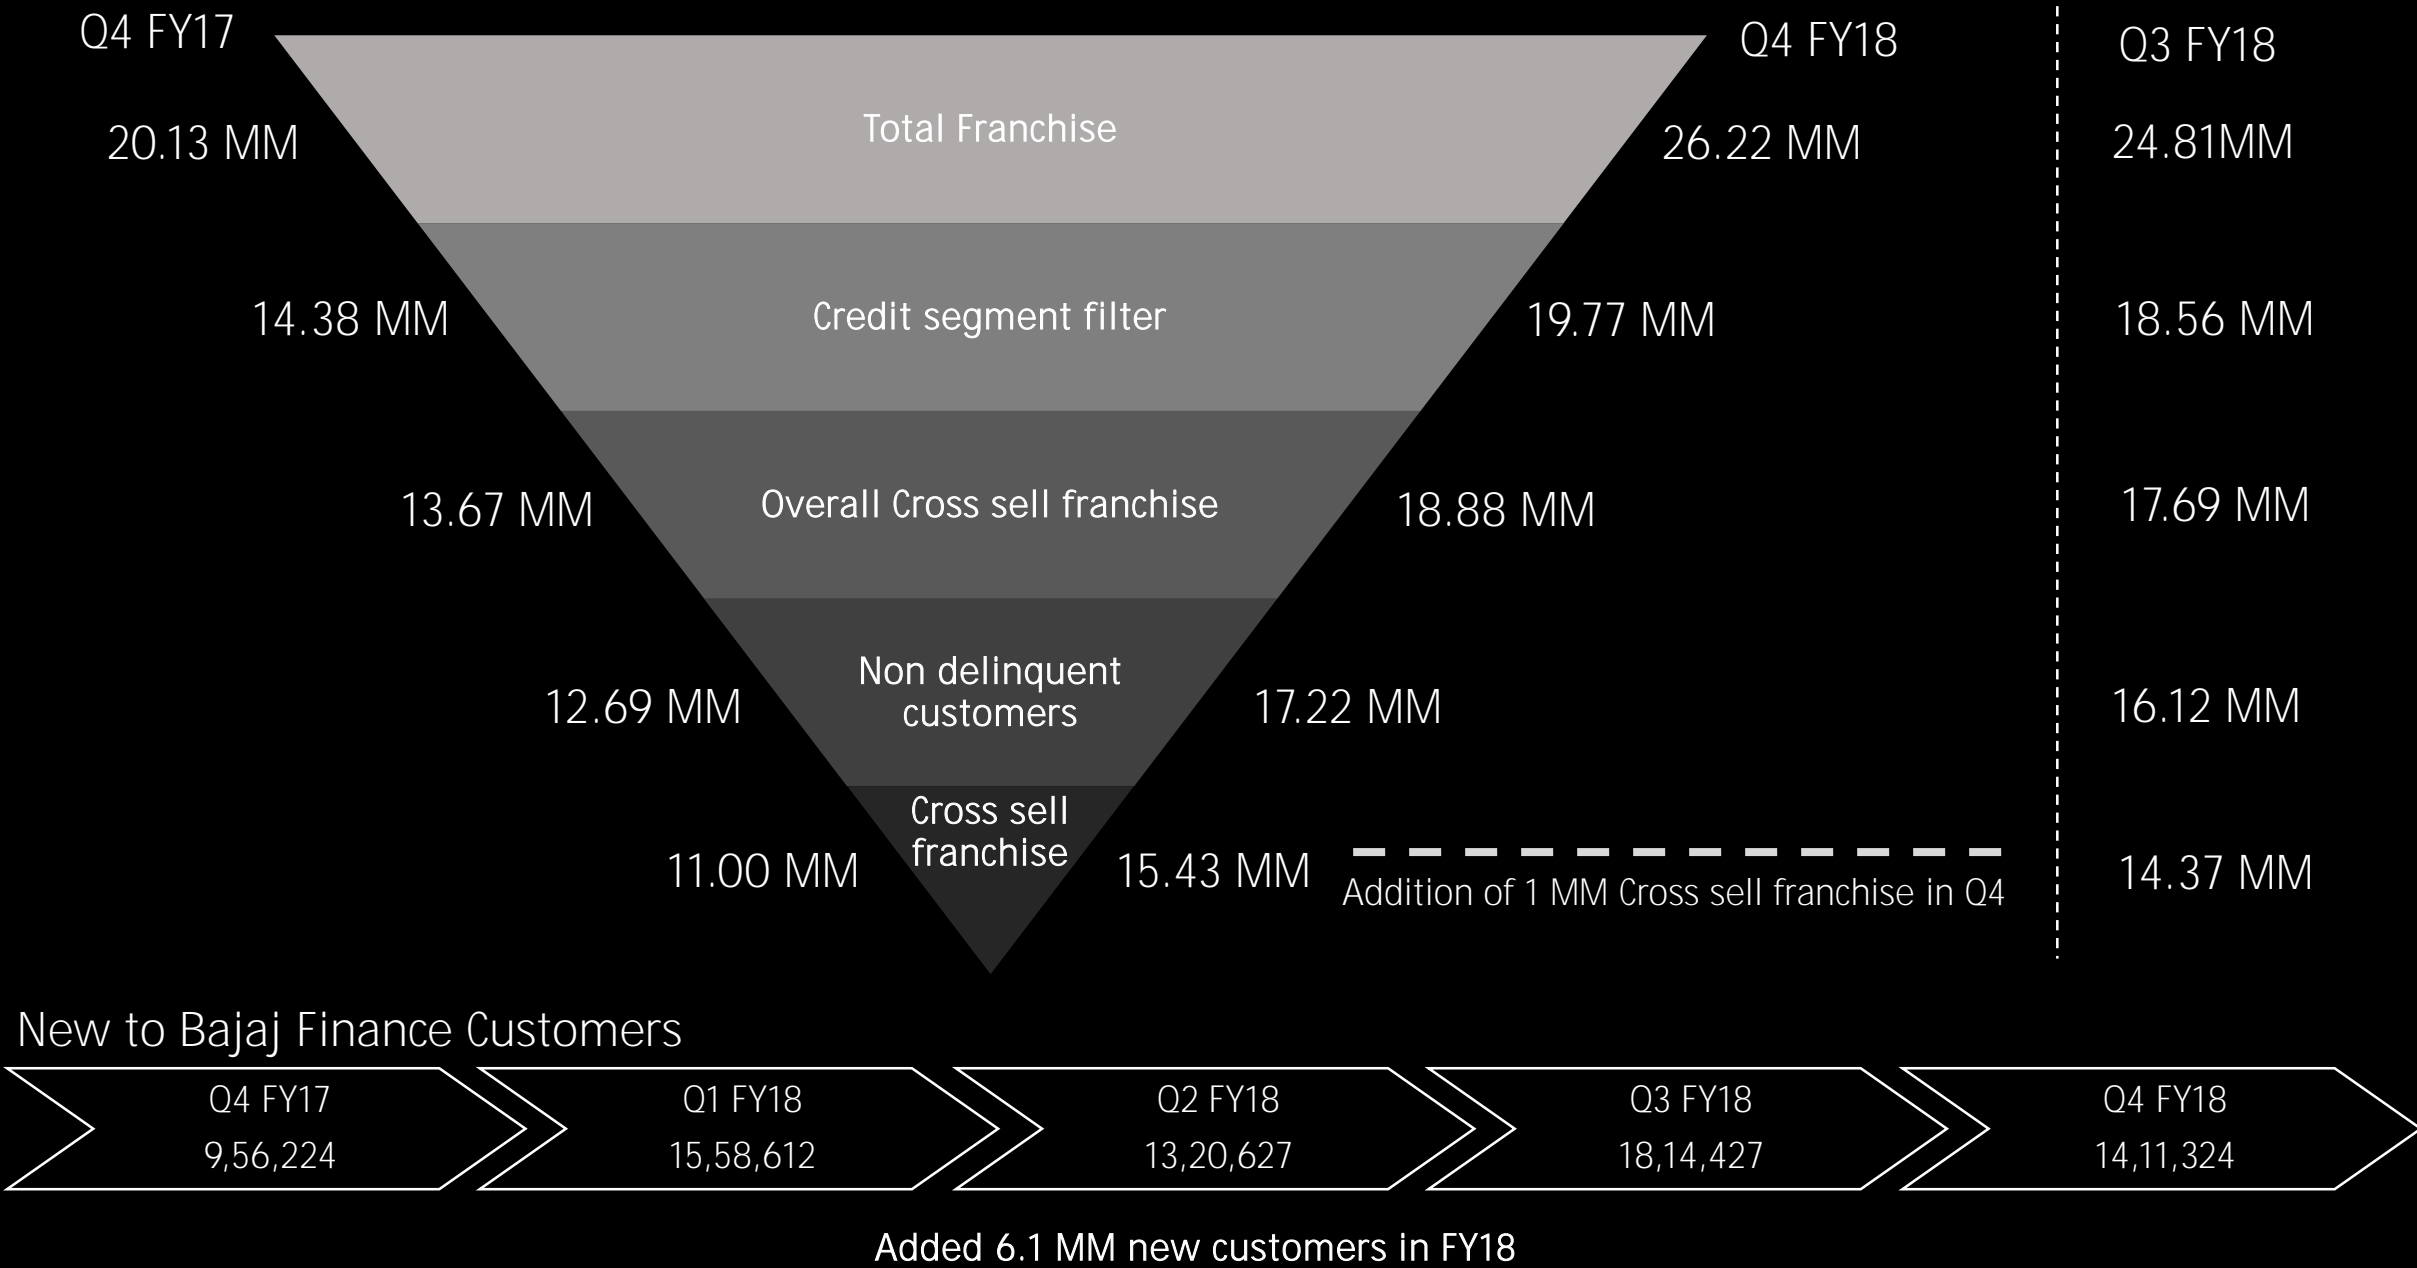 Q4 FY17
Q4 FY18
Q3 FY18
20.13 MM
Total Franchise
26.22 MM
24.81MM
14.38 MM
Credit segment filter
19.77 MM
18.56 MM
13.67 MM
Overall Cross sell franchise
18.88 MM
17.69 MM
12.69 MM
Non delinquent
customers
17.22 MM
16.12 MM
11.00 MM
Cross sell
franchise
15.43 MM
Addition of 1 MM Cross sell franchise in Q4
14.37 MM
New to Bajaj Finance Customers
Q4 FY17
9,56,224
Q1 FY18
15,58,612
Q2 FY18
13,20,627
Q3 FY18
18,14,427
Q4 FY18
14,11,324
Added 6.1 MM new customers in FY18